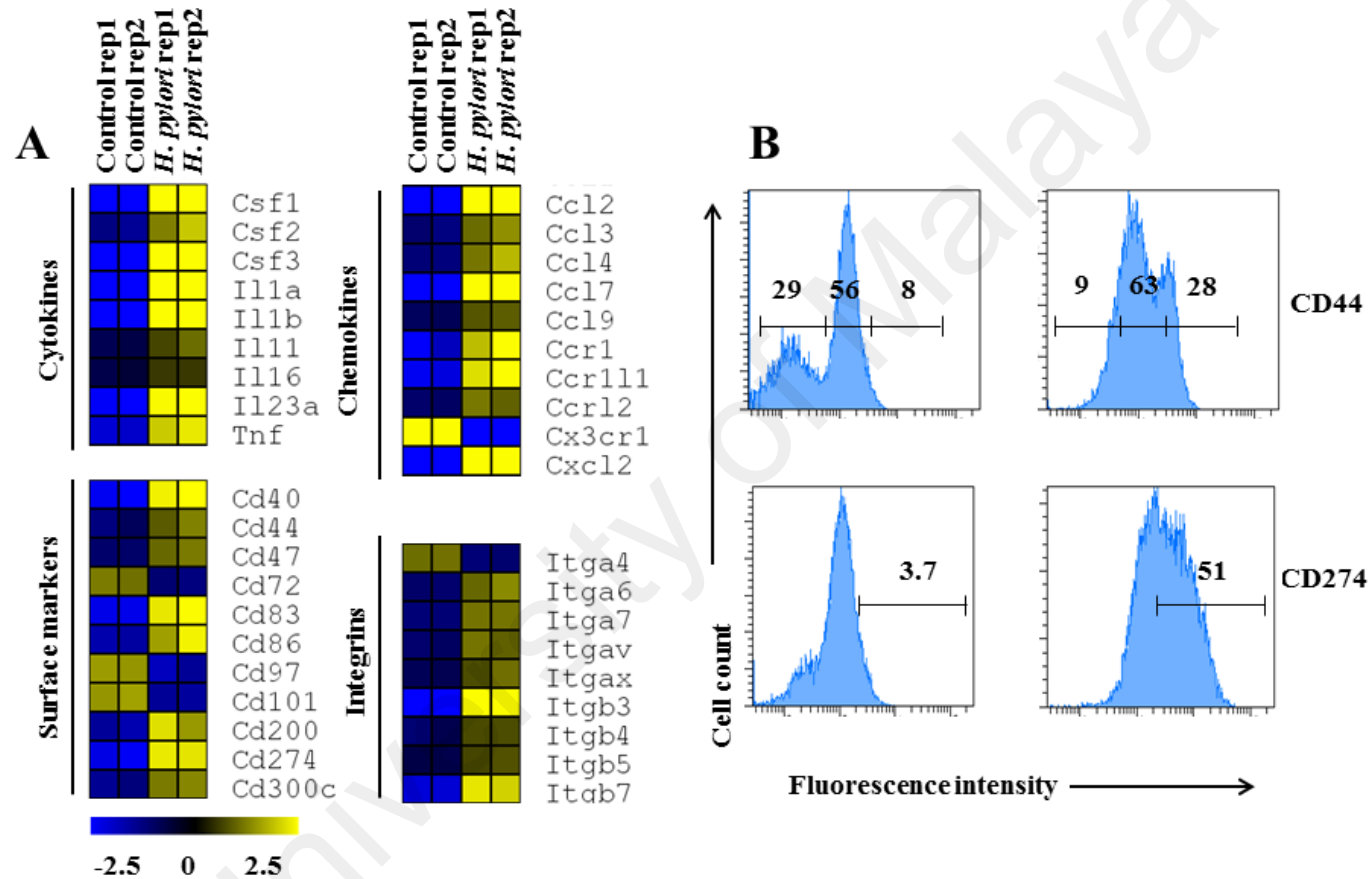 A
Control rep1
Control rep2
H. pylori rep1
H. pylori rep2
Cytokines
Csf1
Csf2
Csf3
Il1a
Il1b
Il11
Il16
Il23a
Tnf
Surface markers
Cd40
Cd44
Cd47
Cd72
Cd83
Cd86
Cd97
Cd101
Cd200
Cd274
Cd300c
-2.5 0 2.5
Control rep1
Control rep2
H. pylori rep1
H. pylori rep2
Chemokines
Ccl2
Ccl3
Ccl4
Ccl7
Ccl9
Ccr1
Ccr1l1
Ccrl2
Cx3cr1
Cxcl2
Integrins
Itga4
Itga6
Itga7
Itgav
Itgax
Itgb3
Itgb4
Itgb5
Itgb7
B
29 56 8
9 63 28
CD44
3.7
51
CD274
Cell count
Fluorescence intensity
University of Malaya